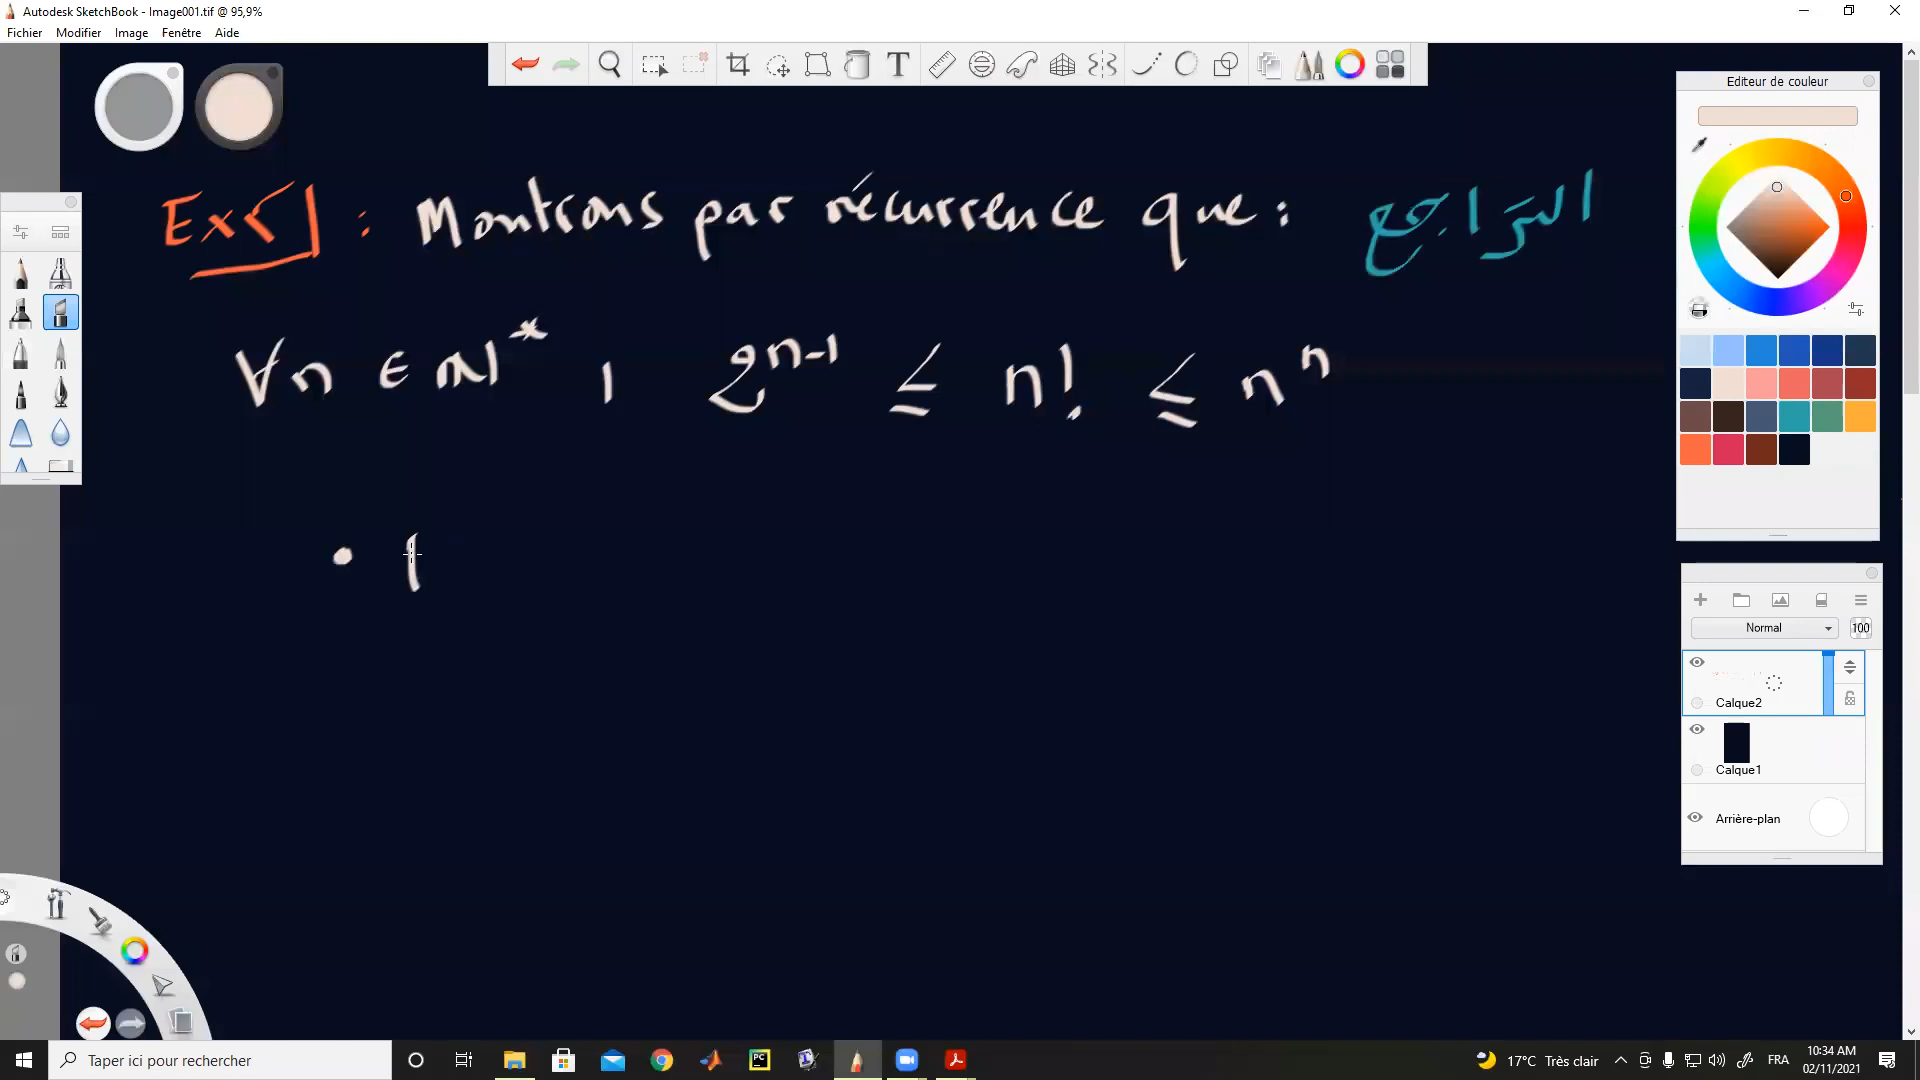 Autodesk SketchBook - Image001.tif @ 95,9%
Fichier Modifier Image Fenêtre Aide
Editeur de couleur
Ex1 : Montrons par récurrence que : التراجع
∀n ∈ ℕ* , 2^{n-1} ≤ n! ≤ n^n
•
Normal 100
Calque2
Calque1
Arrière-plan
Taper ici pour rechercher
17°C Très clair
FRA
10:34 AM
02/11/2021